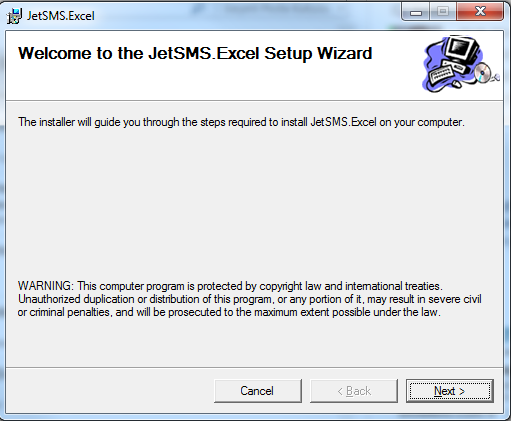 JetSMS.Excel
Welcome to the JetSMS.Excel Setup Wizard
The installer will guide you through the steps required to install JetSMS.Excel on your computer.
WARNING: This computer program is protected by copyright law and international treaties.
Unauthorized duplication or distribution of this program, or any portion of it, may result in severe civil
or criminal penalties, and will be prosecuted to the maximum extent possible under the law.
Cancel
< Back
Next >